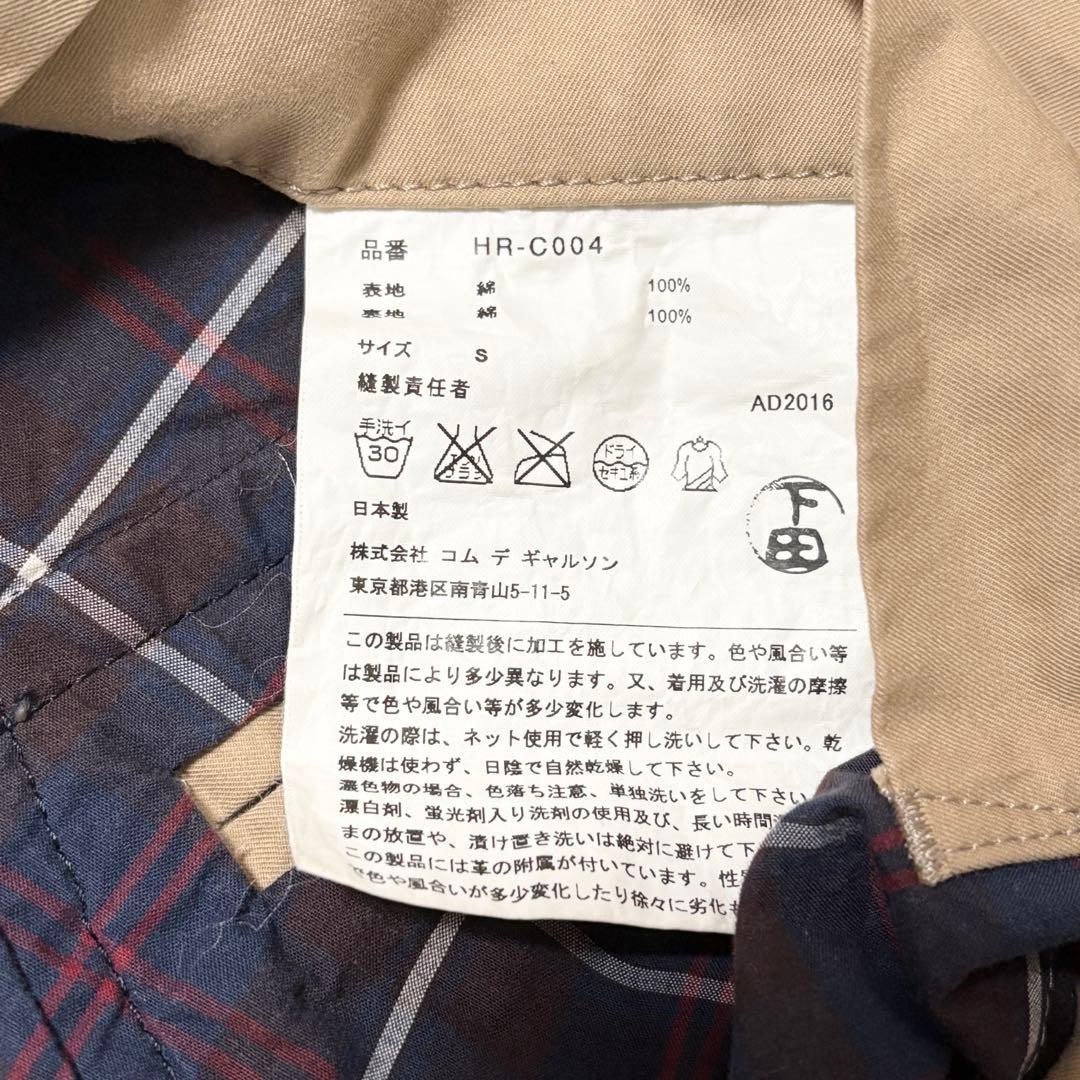 品番 HR-C004
表地 綿 100%
裏地 綿 100%
サイズ S
縫製責任者
AD2016
手洗イ
30
エンソ
ドライ
セキユ系
下田
日本製
株式会社 コム デ ギャルソン
東京都港区南青山5-11-5
この製品は縫製後に加工を施しています。色や風合い等
は製品により多少異なります。又、着用及び洗濯の摩擦
等で色や風合い等が多少変化します。
洗濯の際は、ネット使用で軽く押し洗いして下さい。乾
燥機は使わず、日陰で自然乾燥して下さい。
濃色物の場合、色落ち注意、単独洗いをして下さい
漂白剤、蛍光剤入り洗剤の使用及び、長い時間
まの放置や、漬け置き洗いは絶対に避けて下
この製品には革の附属が付いています。性
で色や風合いが多少変化したり徐々に劣化も